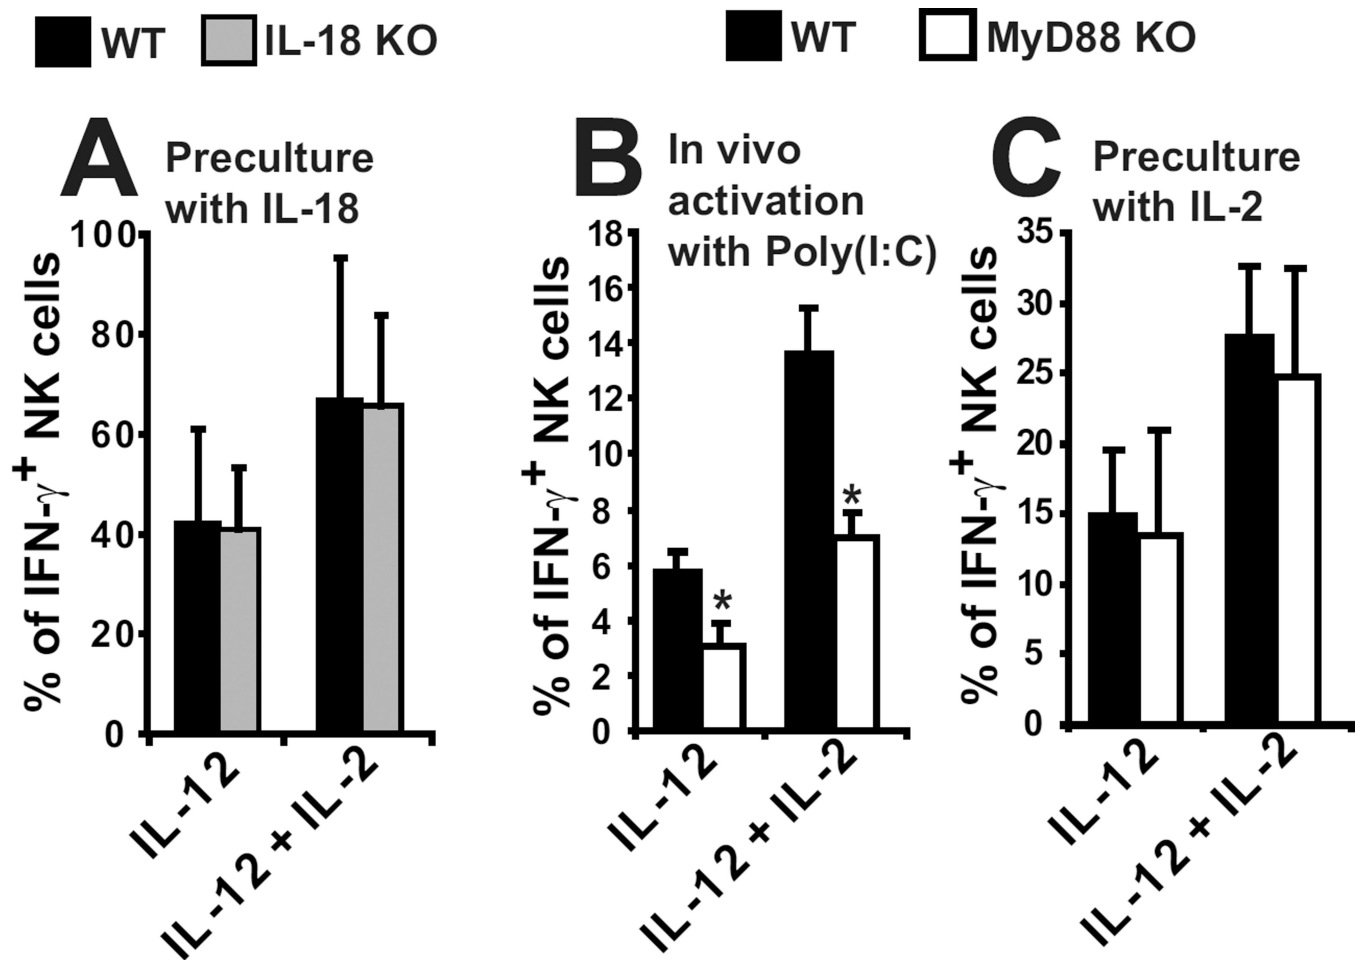 WT IL-18 KO
WT MyD88 KO
A Preculture
with IL-18
% of IFN-γ+ NK cells
100
80
60
40
20
0
IL-12
IL-12 + IL-2
B In vivo
activation
with Poly(I:C)
% of IFN-γ+ NK cells
18
16
14
12
10
8
6
4
2
0
*
*
IL-12
IL-12 + IL-2
C Preculture
with IL-2
% of IFN-γ+ NK cells
35
30
25
20
15
10
5
0
IL-12
IL-12 + IL-2